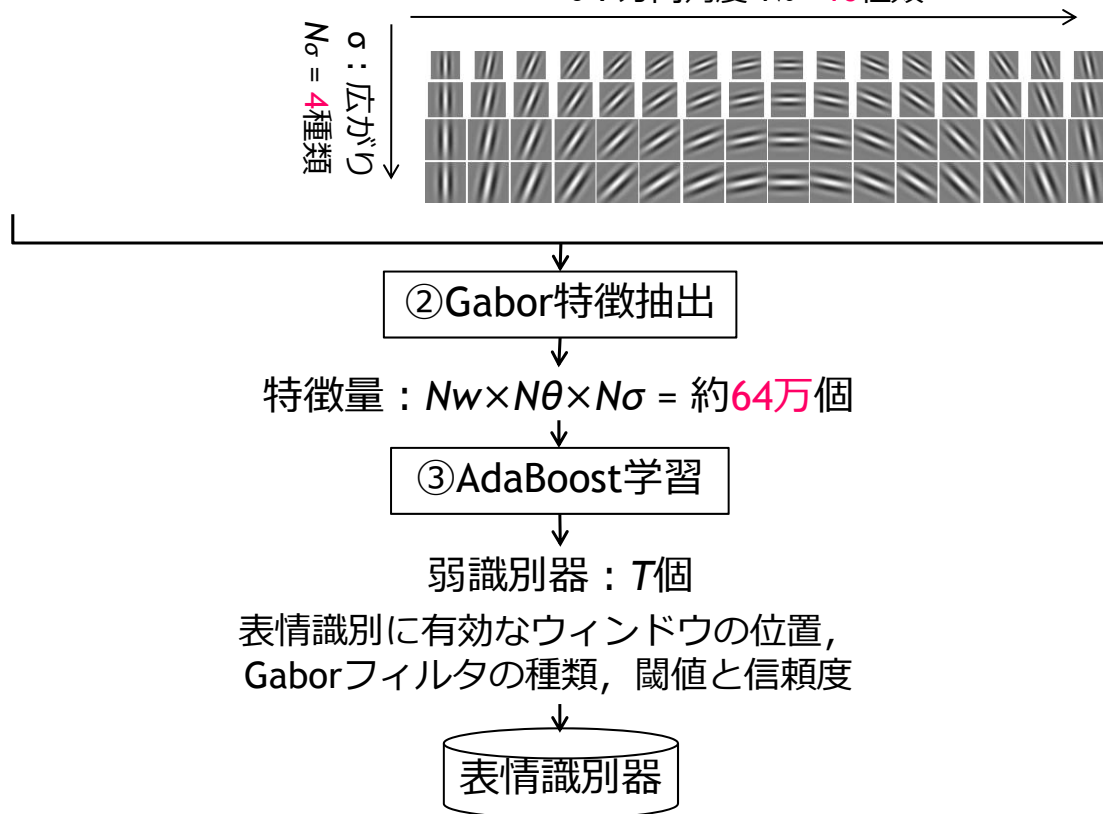 σ:広がり
Nσ = 4種類
②Gabor特徴抽出
特徴量:Nw×Nθ×Nσ = 約64万個
③AdaBoost学習
弱識別器:T個
表情識別に有効なウィンドウの位置,
Gaborフィルタの種類, 閾値と信頼度
表情識別器